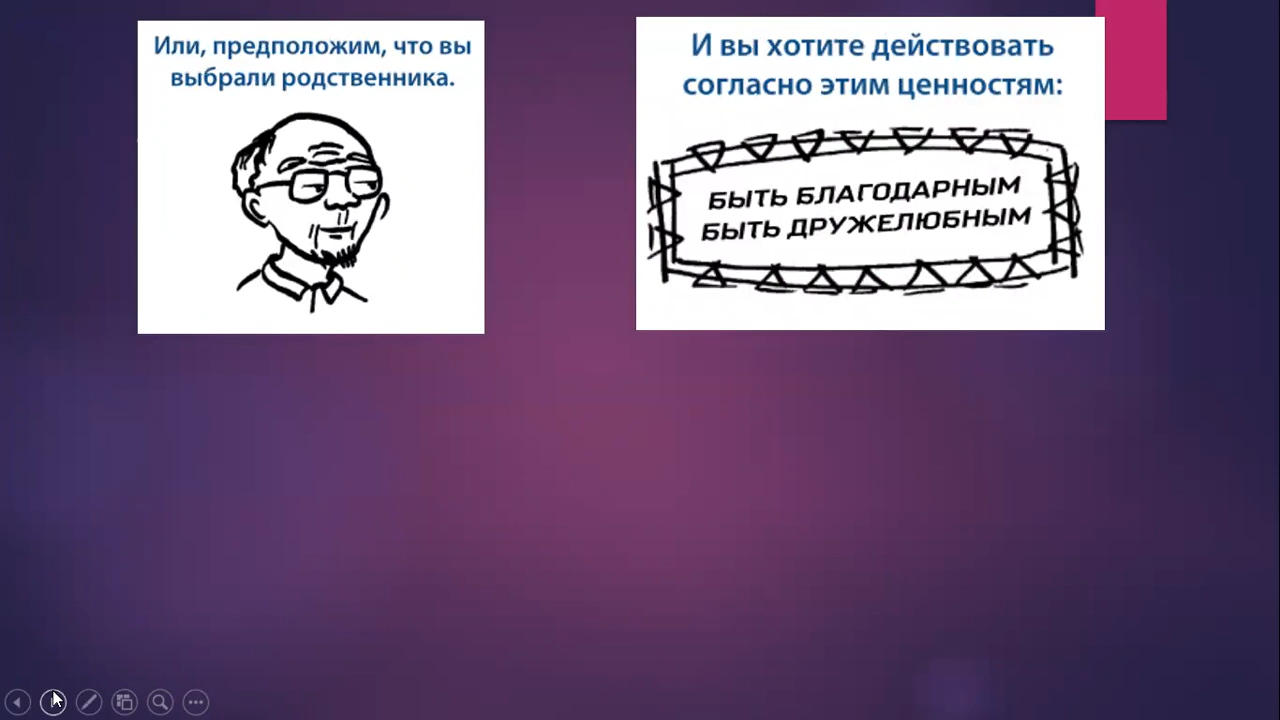 Или, предположим, что вы
выбрали родственника.
И вы хотите действовать
согласно этим ценностям:
БЫТЬ БЛАГОДАРНЫМ
БЫТЬ ДРУЖЕЛЮБНЫМ